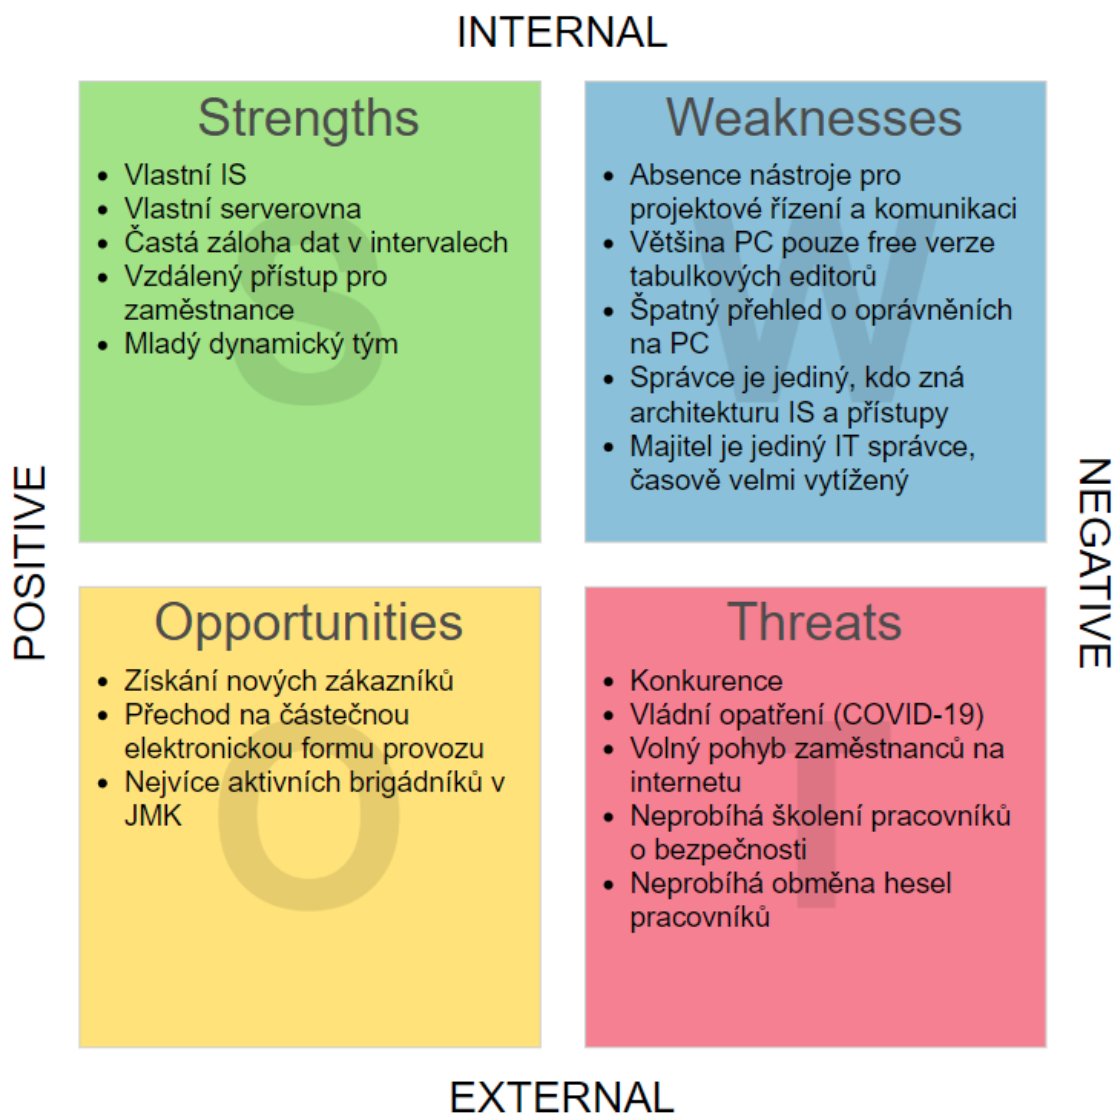 INTERNAL
Strengths
• Vlastní IS
• Vlastní serverovna
• Častá záloha dat v intervalech
• Vzdálený přístup pro
zaměstnance
• Mladý dynamický tým
S
Weaknesses
• Absence nástroje pro
projektové řízení a komunikaci
• Většina PC pouze free verze
tabulkových editorů
• Špatný přehled o oprávněních
na PC
• Správce je jediný, kdo zná
architekturu IS a přístupy
• Majitel je jediný IT správce,
časově velmi vytížený
W
POSITIVE
NEGATIVE
Opportunities
• Získání nových zákazníků
• Přechod na částečnou
elektronickou formu provozu
• Nejvíce aktivních brigádníků v
JMK
O
Threats
• Konkurence
• Vládní opatření (COVID-19)
• Volný pohyb zaměstnanců na
internetu
• Neprobíhá školení pracovníků
o bezpečnosti
• Neprobíhá obměna hesel
pracovníků
T
EXTERNAL